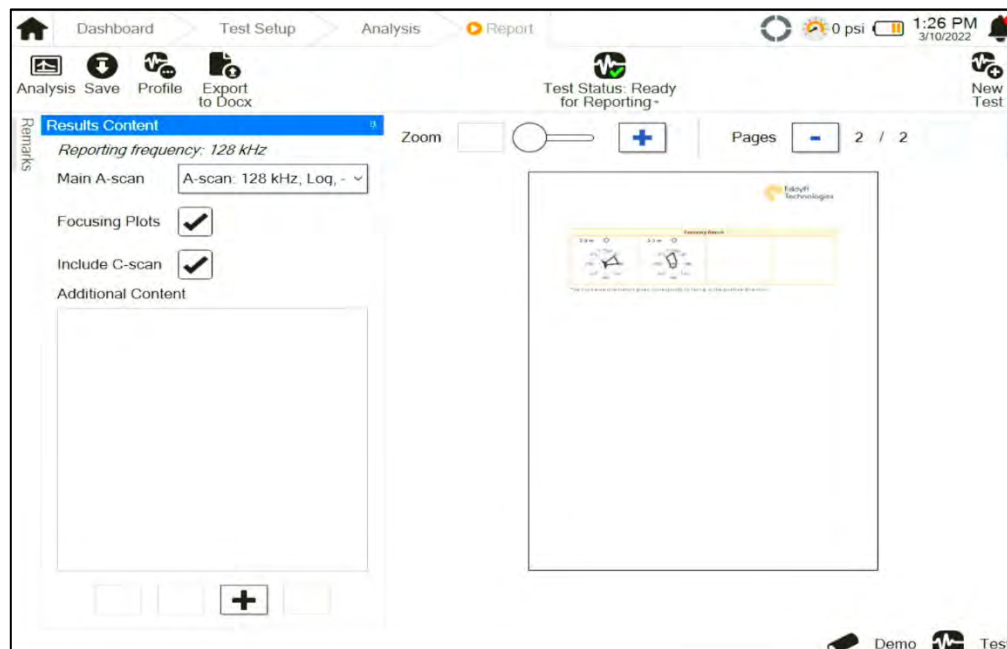 Dashboard
Test Setup
Analysis
Report
0 psi
1:26 PM
3/10/2022
Analysis
Save
Profile
Export
to Docx
Test Status: Ready
for Reporting
New
Test
Remarks
Results Content
Reporting frequency: 128 kHz
Main A-scan
A-scan: 128 kHz, Log, -
Focusing Plots
Include C-scan
Additional Content
Zoom
Pages
2 / 2
Technologies
Demo
Test